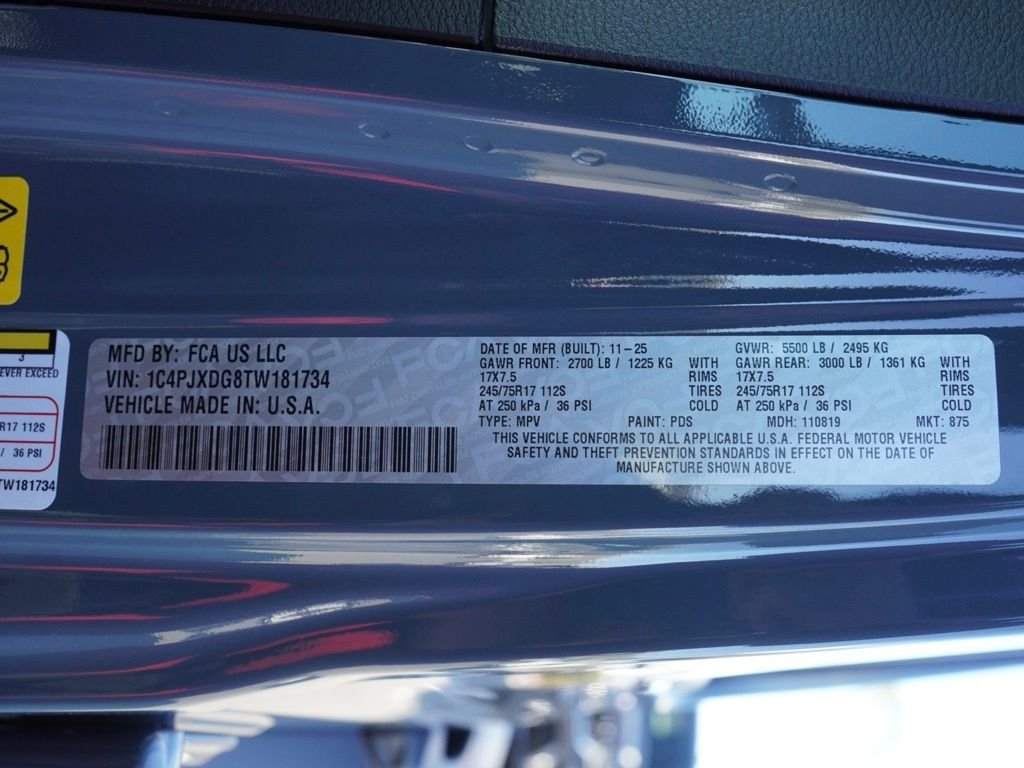 MFD BY: FCA US LLC
VIN: 1C4PJXDG8TW181734
VEHICLE MADE IN: U.S.A.
DATE OF MFR (BUILT): 11-25 GVWR: 5500 LB / 2495 KG
GAWR FRONT: 2700 LB / 1225 KG WITH GAWR REAR: 3000 LB / 1361 KG WITH
17X7.5 RIMS 17X7.5 RIMS
245/75R17 112S TIRES 245/75R17 112S TIRES
AT 250 kPa / 36 PSI COLD AT 250 kPa / 36 PSI COLD
TYPE: MPV PAINT: PDS MDH: 110819 MKT: 875
THIS VEHICLE CONFORMS TO ALL APPLICABLE U.S.A. FEDERAL MOTOR VEHICLE
SAFETY AND THEFT PREVENTION STANDARDS IN EFFECT ON THE DATE OF
MANUFACTURE SHOWN ABOVE.
3
EVER EXCEED
R17 112S
/ 36 PSI
TW181734